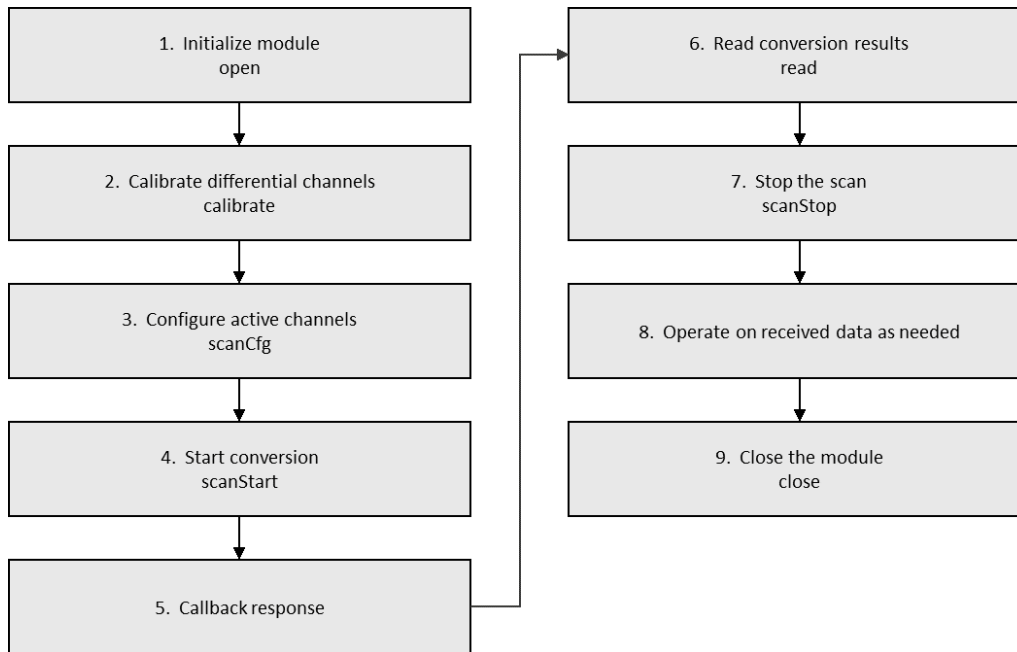 1. Initialize module
open
2. Calibrate differential channels
calibrate
3. Configure active channels
scanCfg
4. Start conversion
scanStart
5. Callback response
6. Read conversion results
read
7. Stop the scan
scanStop
8. Operate on received data as needed
9. Close the module
close